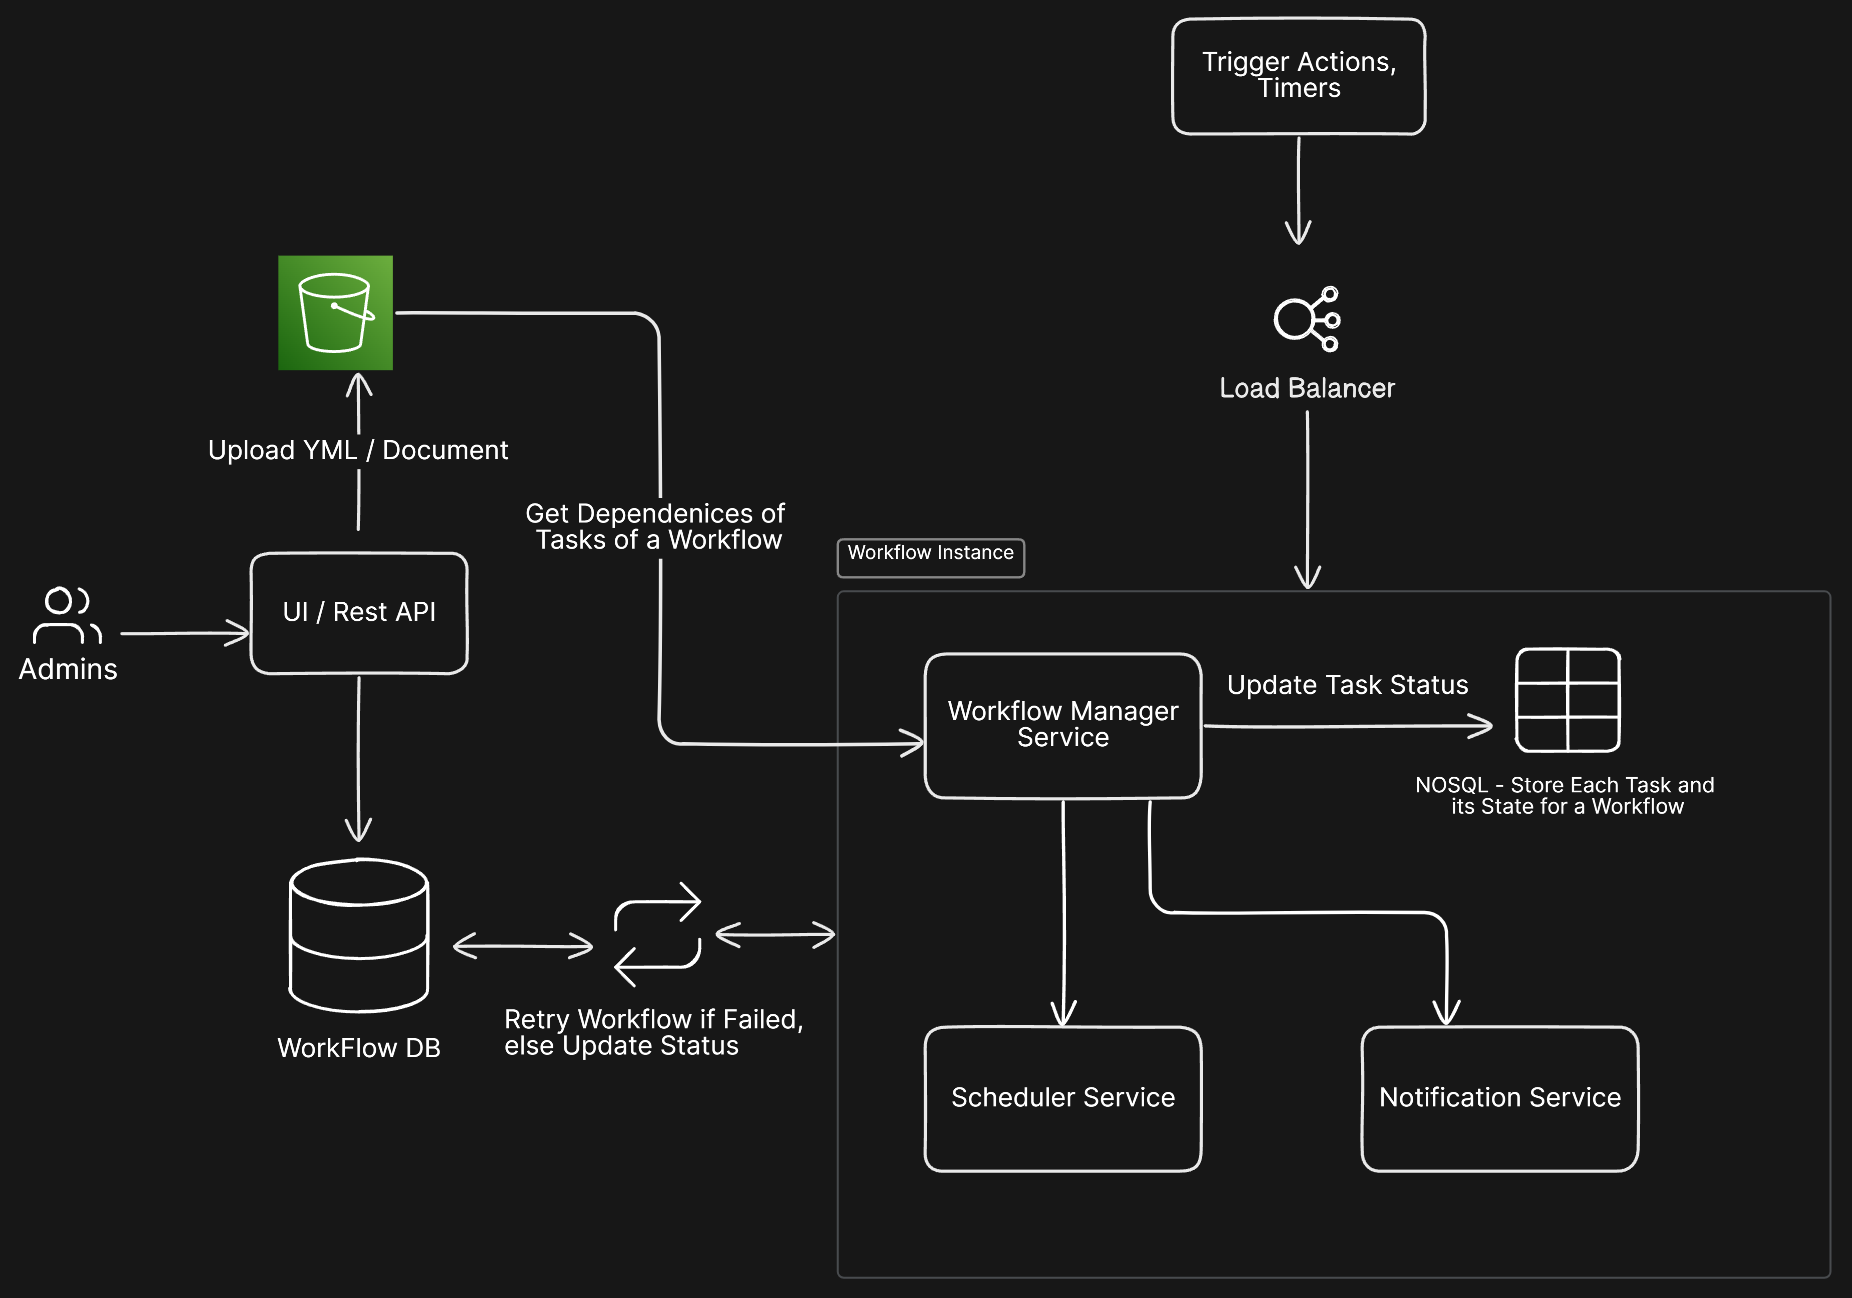 Trigger Actions,
Timers
Load Balancer
Upload YML / Document
Get Dependenices of
Tasks of a Workflow
Workflow Instance
UI / Rest API
Admins
Workflow Manager
Service
Update Task Status
NOSQL - Store Each Task and
its State for a Workflow
WorkFlow DB
Retry Workflow if Failed,
else Update Status
Scheduler Service
Notification Service